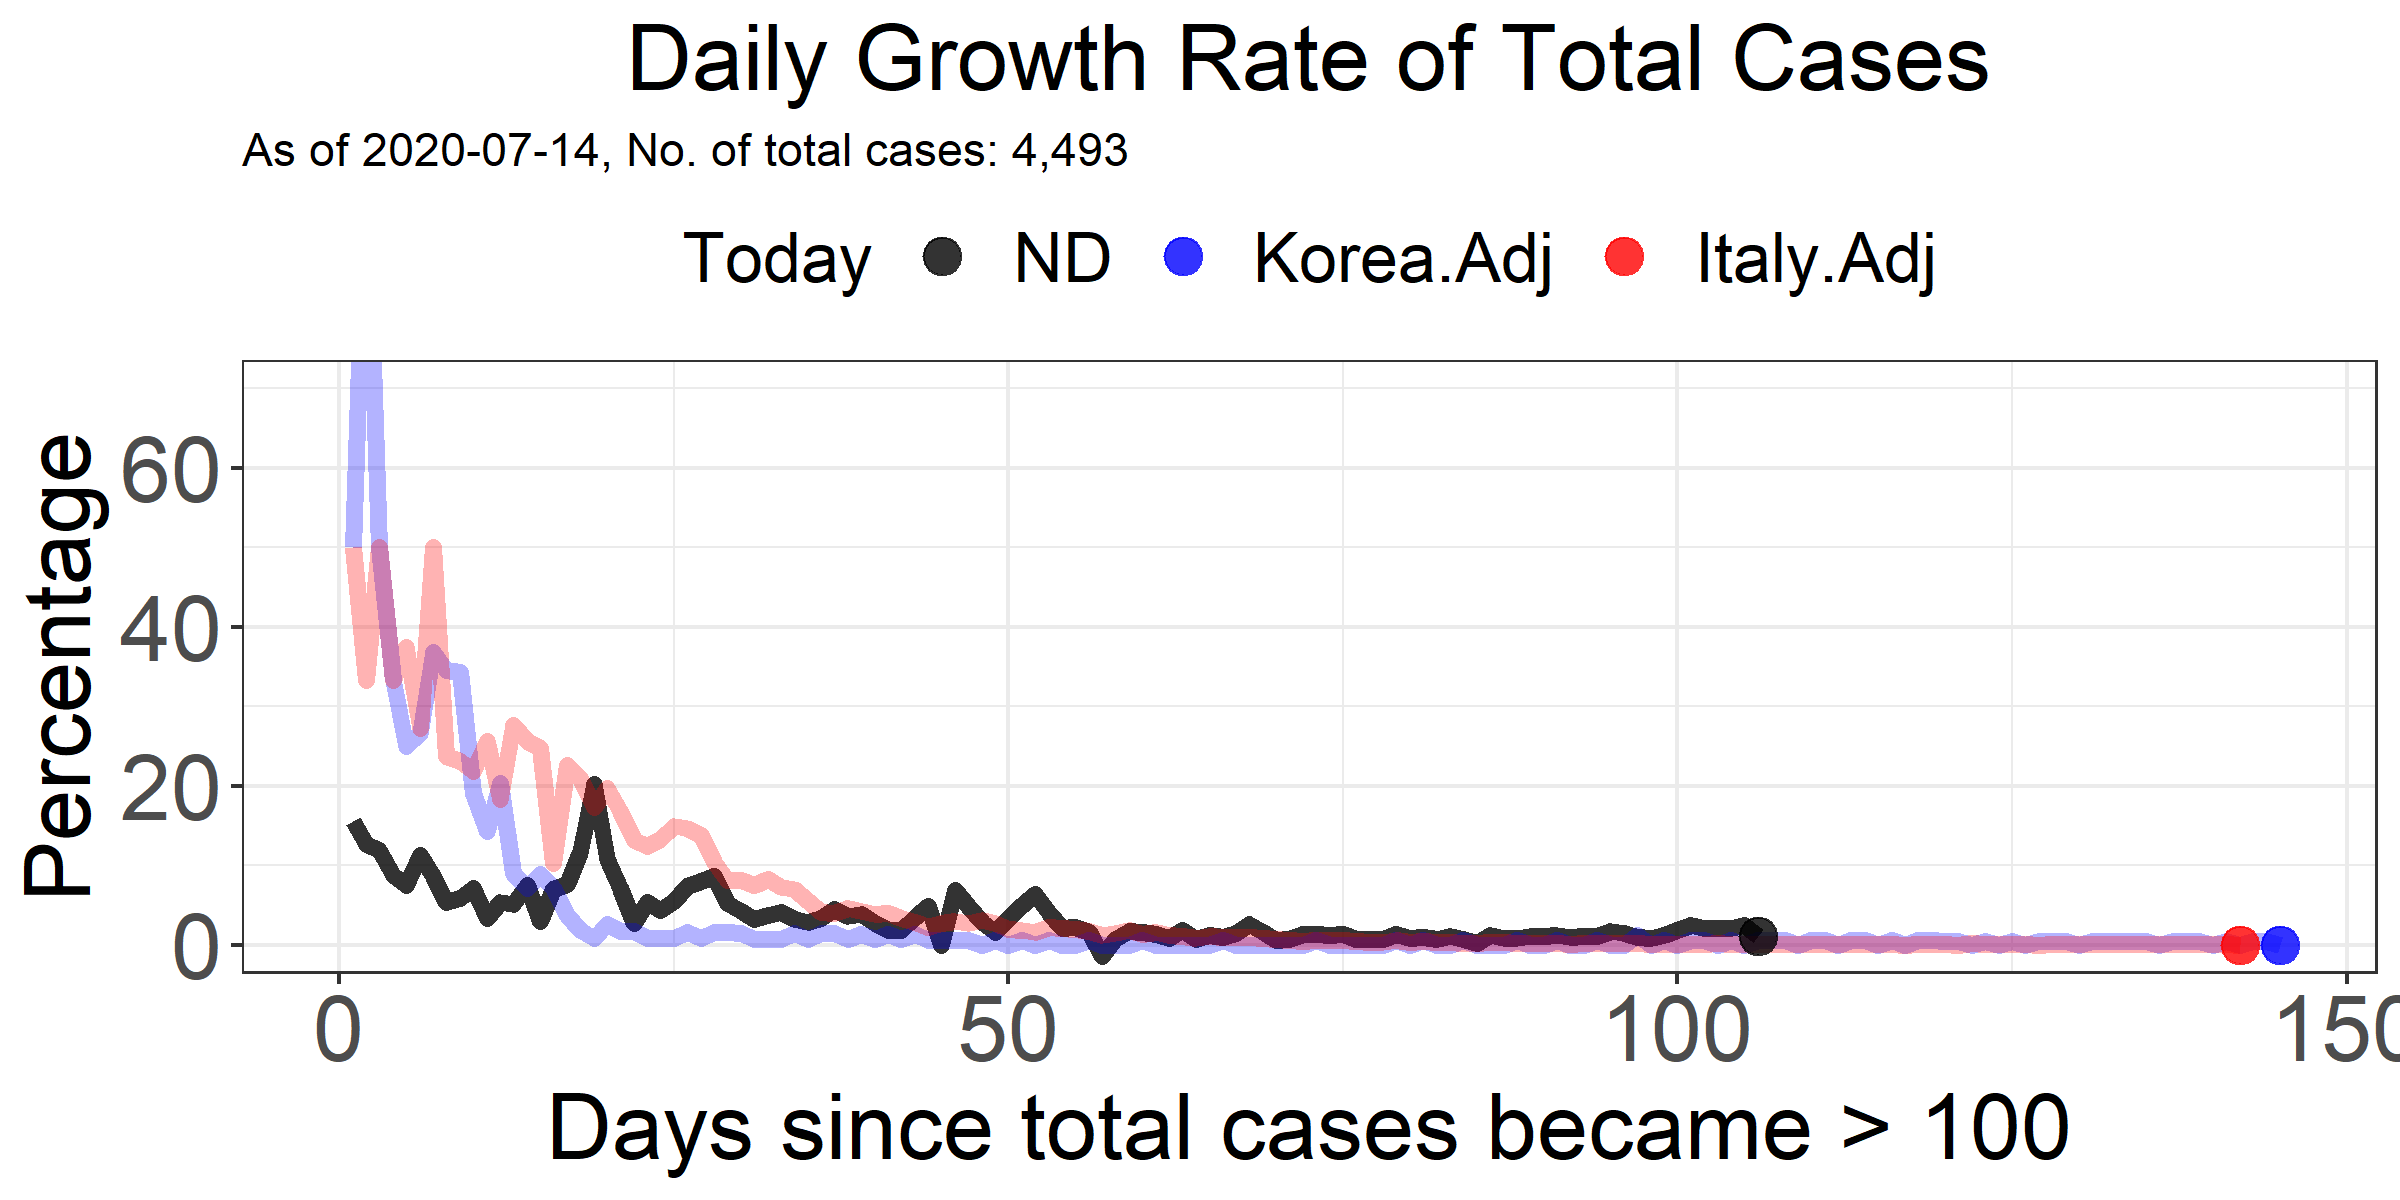 Daily Growth Rate of Total Cases
As of 2020-07-14, No. of total cases: 4,493
Today ND Korea.Adj Italy.Adj
Percentage
60
40
20
0
0 50 100 150
Days since total cases became > 100